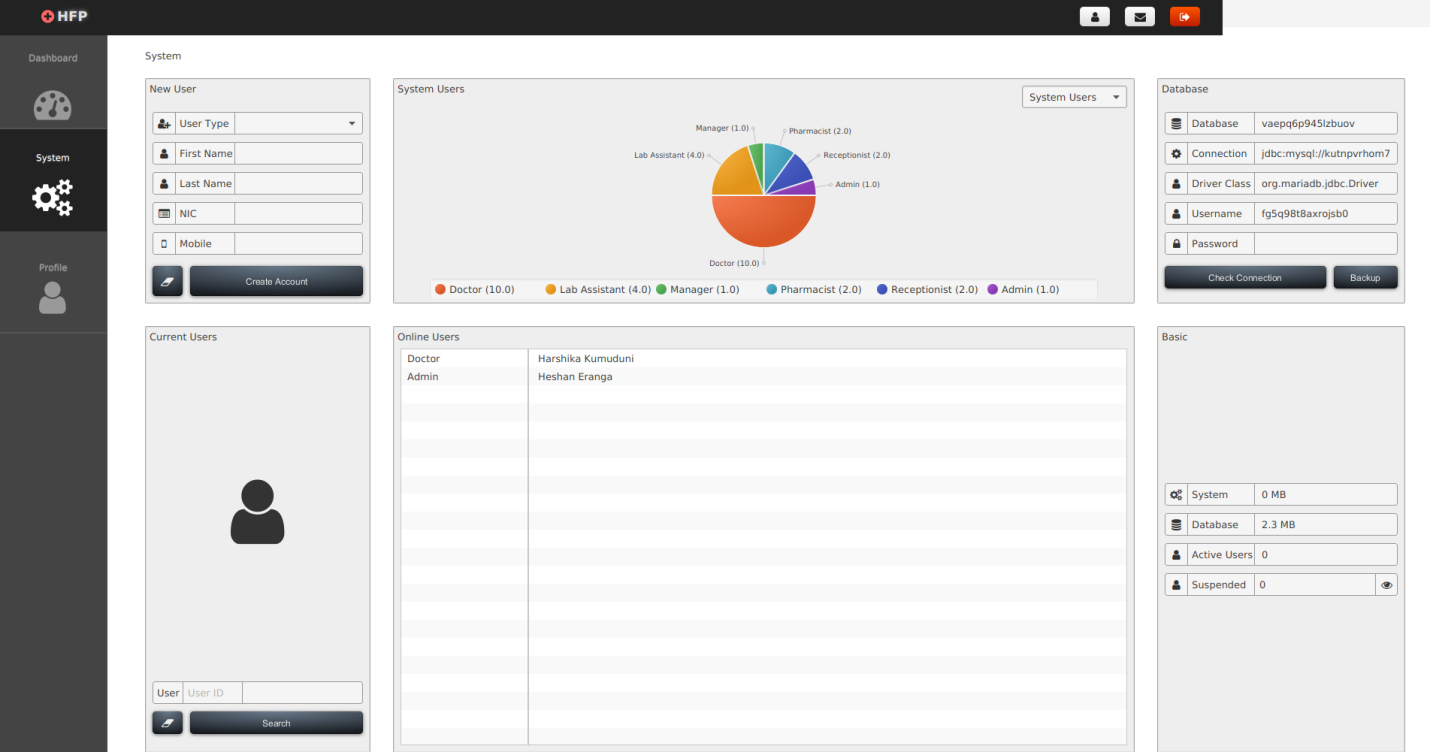 HFP
Dashboard
System
Profile
System
New User
User Type
First Name
Last Name
NIC
Mobile
Create Account
System Users
System Users
Manager (1.0)
Pharmacist (2.0)
Lab Assistant (4.0)
Receptionist (2.0)
Admin (1.0)
Doctor (10.0)
Doctor (10.0) Lab Assistant (4.0) Manager (1.0) Pharmacist (2.0) Receptionist (2.0) Admin (1.0)
Database
Database vaepq6p945lzbuov
Connection jdbc:mysql://kutnpvrhom7
Driver Class org.mariadb.jdbc.Driver
Username fg5q98t8axrojsb0
Password
Check Connection Backup
Current Users
User User ID
Search
Online Users
Doctor Harshika Kumuduni
Admin Heshan Eranga
Basic
System 0 MB
Database 2.3 MB
Active Users 0
Suspended 0